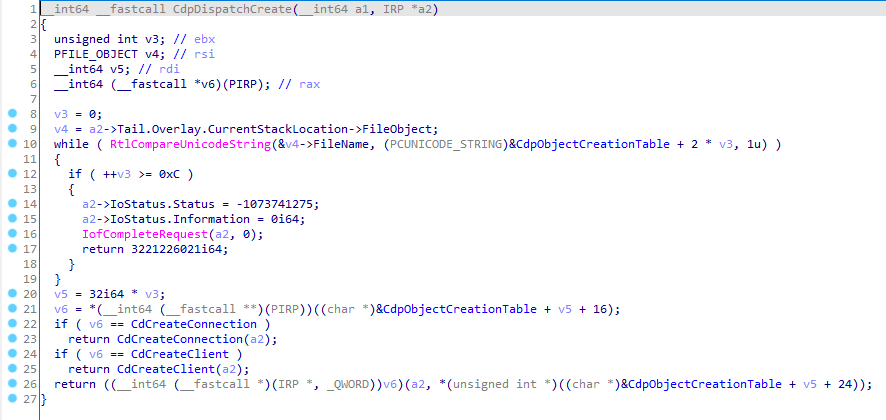 1 __int64 __fastcall CdpDispatchCreate(__int64 a1, IRP *a2)
2 {
3 unsigned int v3; // ebx
4 PFILE_OBJECT v4; // rsi
5 __int64 v5; // rdi
6 __int64 (__fastcall *v6)(PIRP); // rax
7
8 v3 = 0;
9 v4 = a2->Tail.Overlay.CurrentStackLocation->FileObject;
10 while ( RtlCompareUnicodeString(&v4->FileName, (PCUNICODE_STRING)&CdpObjectCreationTable + 2 * v3, 1u) )
11 {
12 if ( ++v3 >= 0xC )
13 {
14 a2->IoStatus.Status = -1073741275;
15 a2->IoStatus.Information = 0i64;
16 IofCompleteRequest(a2, 0);
17 return 3221226021i64;
18 }
19 }
20 v5 = 32i64 * v3;
21 v6 = *(__int64 (__fastcall **)(PIRP))((char *)&CdpObjectCreationTable + v5 + 16);
22 if ( v6 == CdCreateConnection )
23 return CdCreateConnection(a2);
24 if ( v6 == CdCreateClient )
25 return CdCreateClient(a2);
26 return ((__int64 (__fastcall *)(IRP *, _QWORD))v6)(a2, *(unsigned int *)((char *)&CdpObjectCreationTable + v5 + 24));
27 }